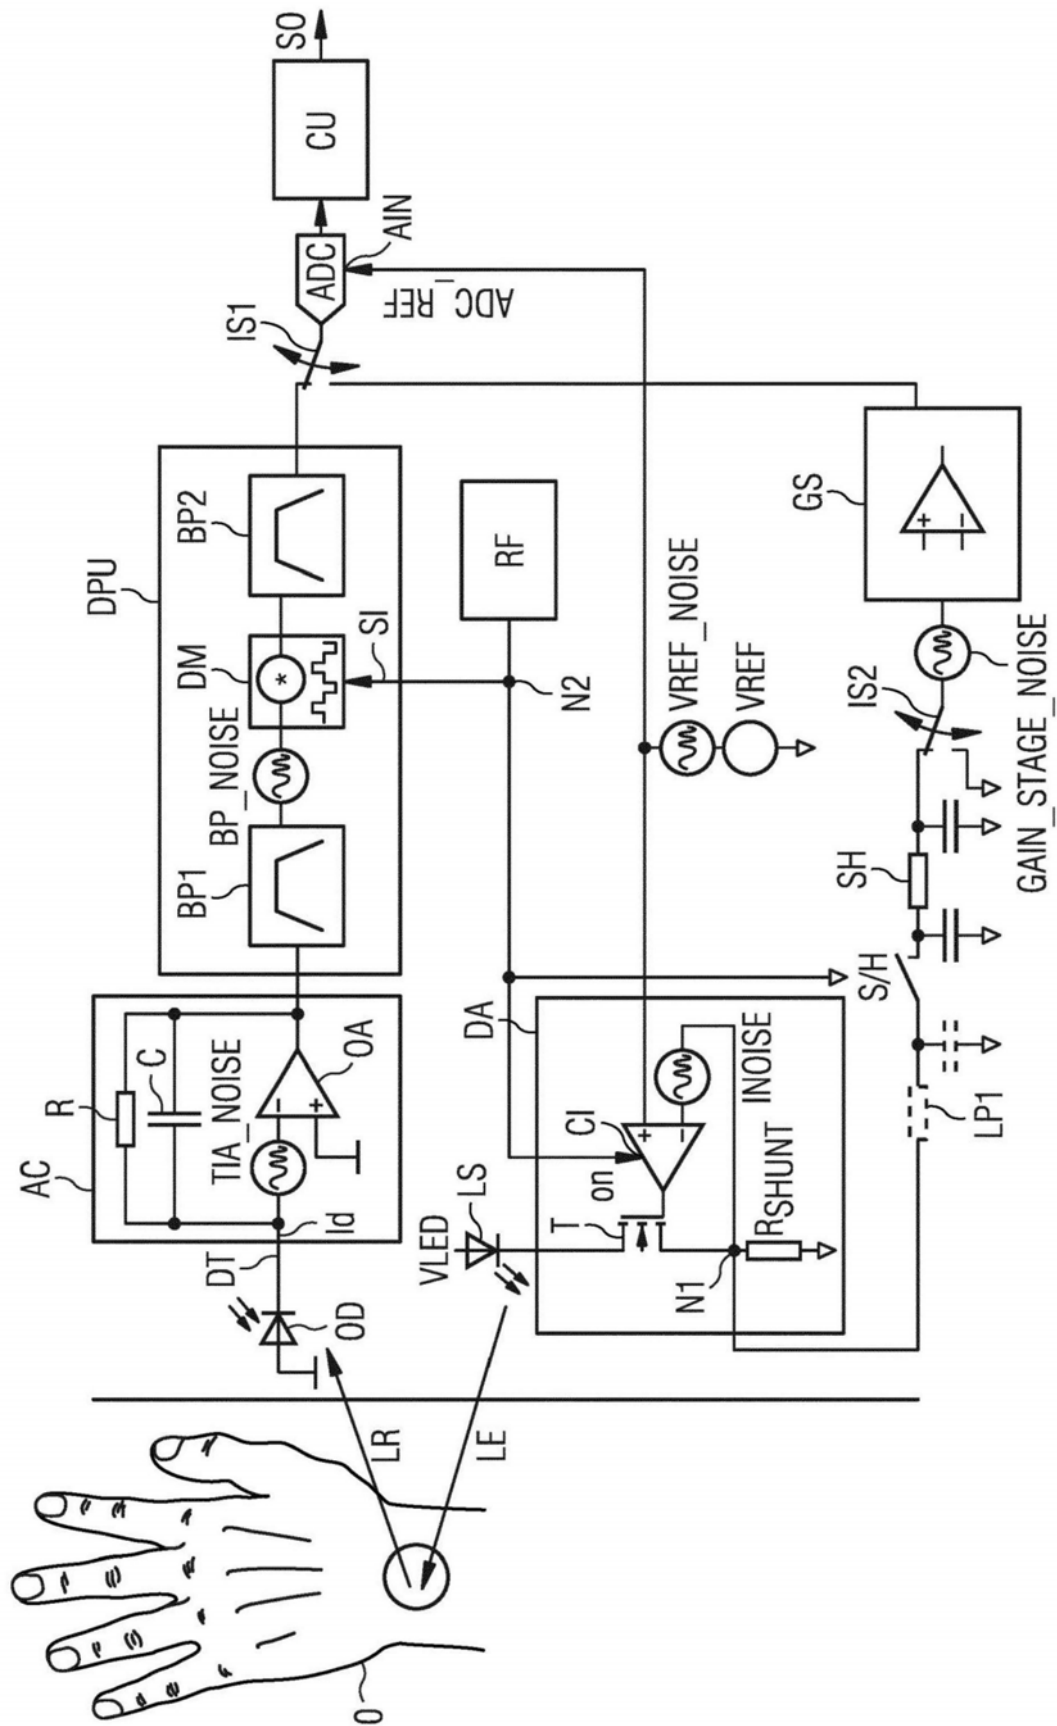 SO
CU
ADC
AIN
IS1
ADC_REF
DPU
BP2
DM
*
SI
BP_NOISE
BP1
RF
N2
VREF_NOISE
VREF
GS
+
−
IS2
GAIN_STAGE_NOISE
SH
S/H
LP1
AC
R
C
TIA_NOISE
OA
−
+
Id
DT
OD
DA
INOISE
CI
+
−
on
T
LS
VLED
N1
RSHUNT
LR
LE
O